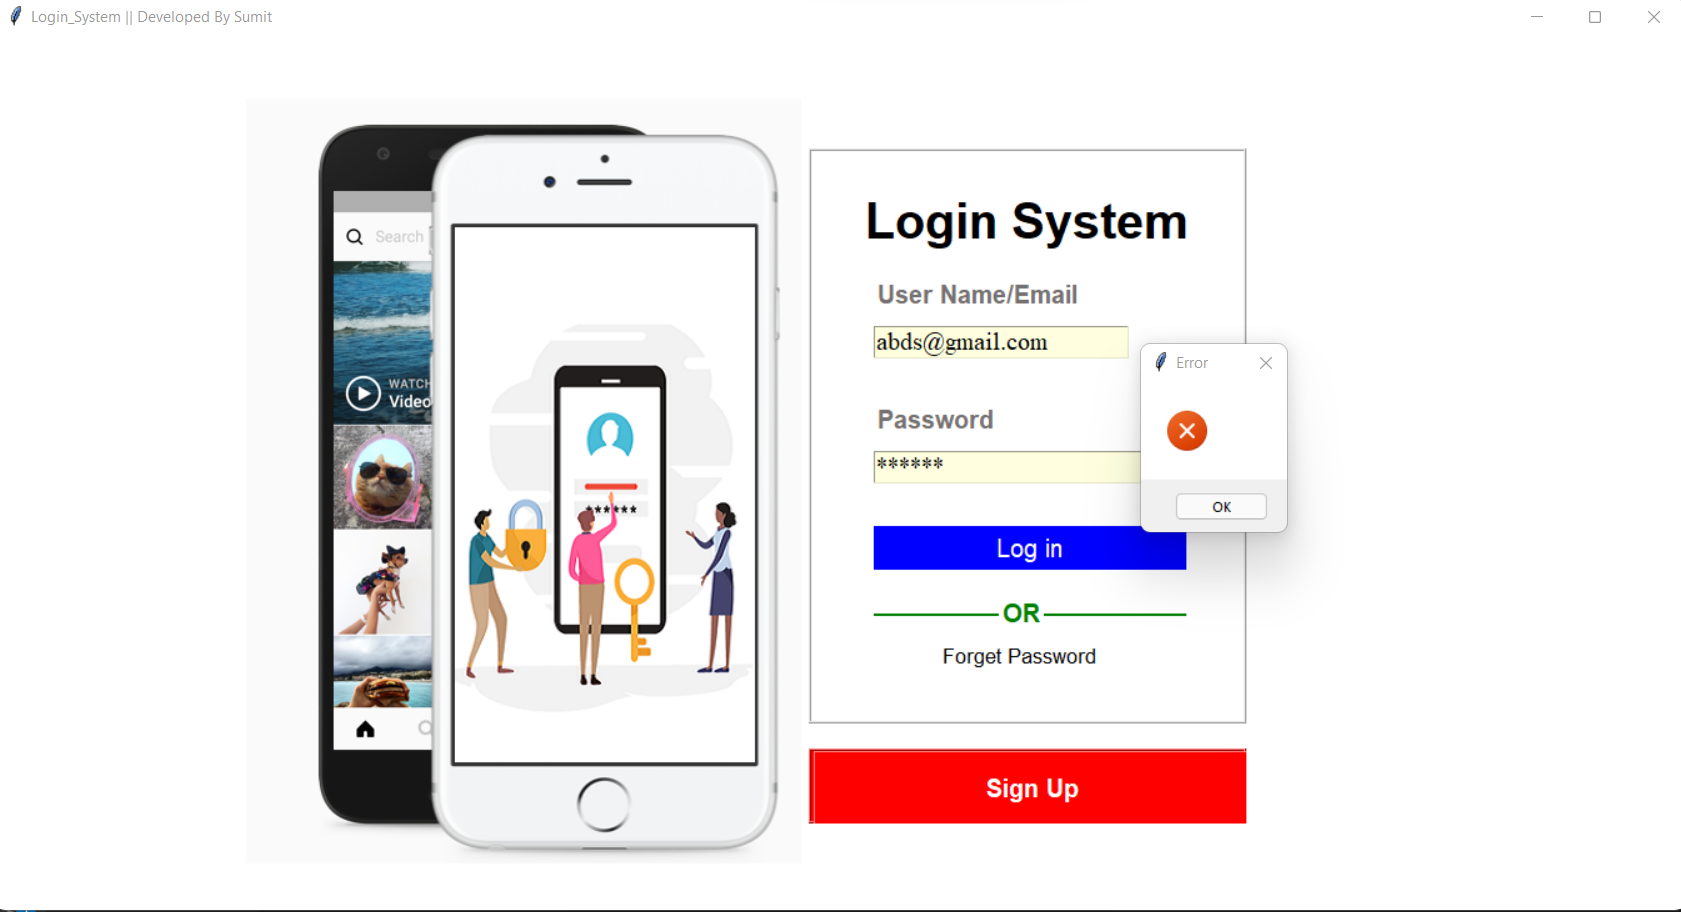 Login_System || Developed By Sumit
Search
WATCH
Video
******
Login System
User Name/Email
abds@gmail.com
Password
******
Log in
OR
Forget Password
Sign Up
Error
OK